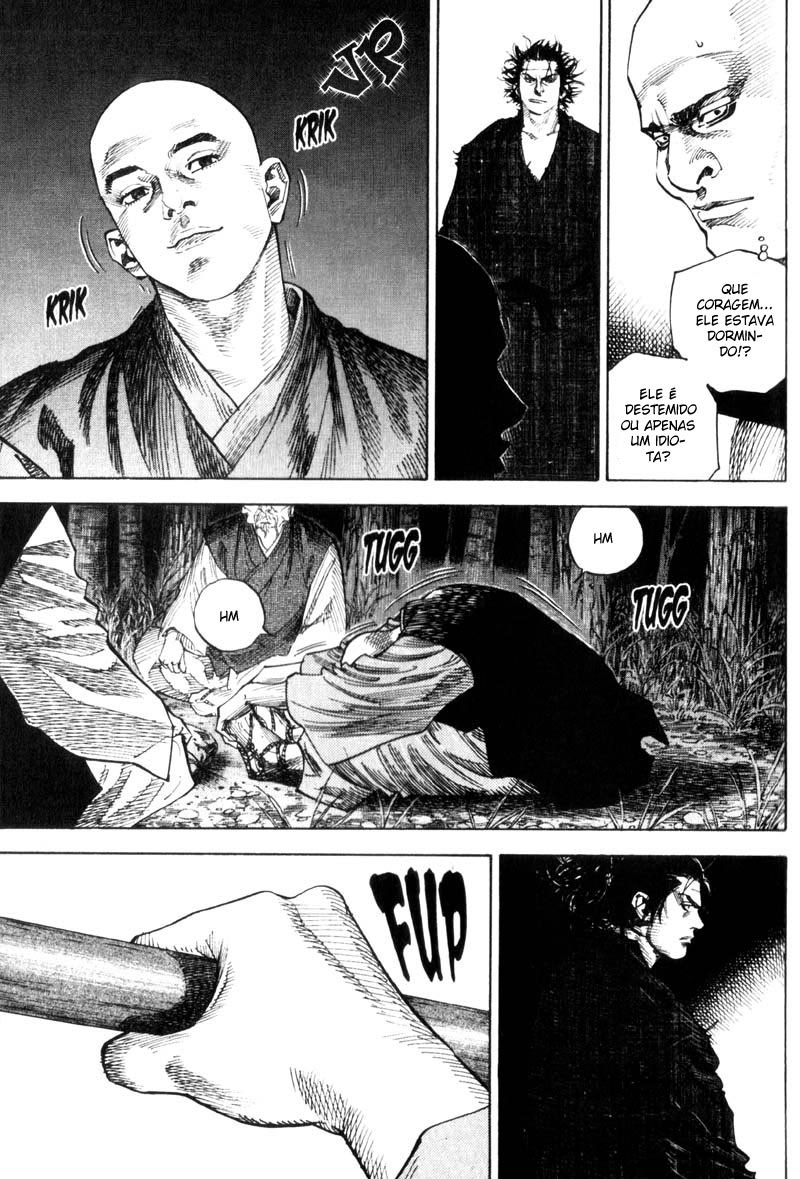 QUE
CORAGEM...
ELE ESTAVA
DORMIN-
DO!?
ELE É
DESTEMIDO
OU APENAS
UM IDIO-
TA?
VP
KRIK
KRIK
HM
TUGG
TUGG
HM
FUP